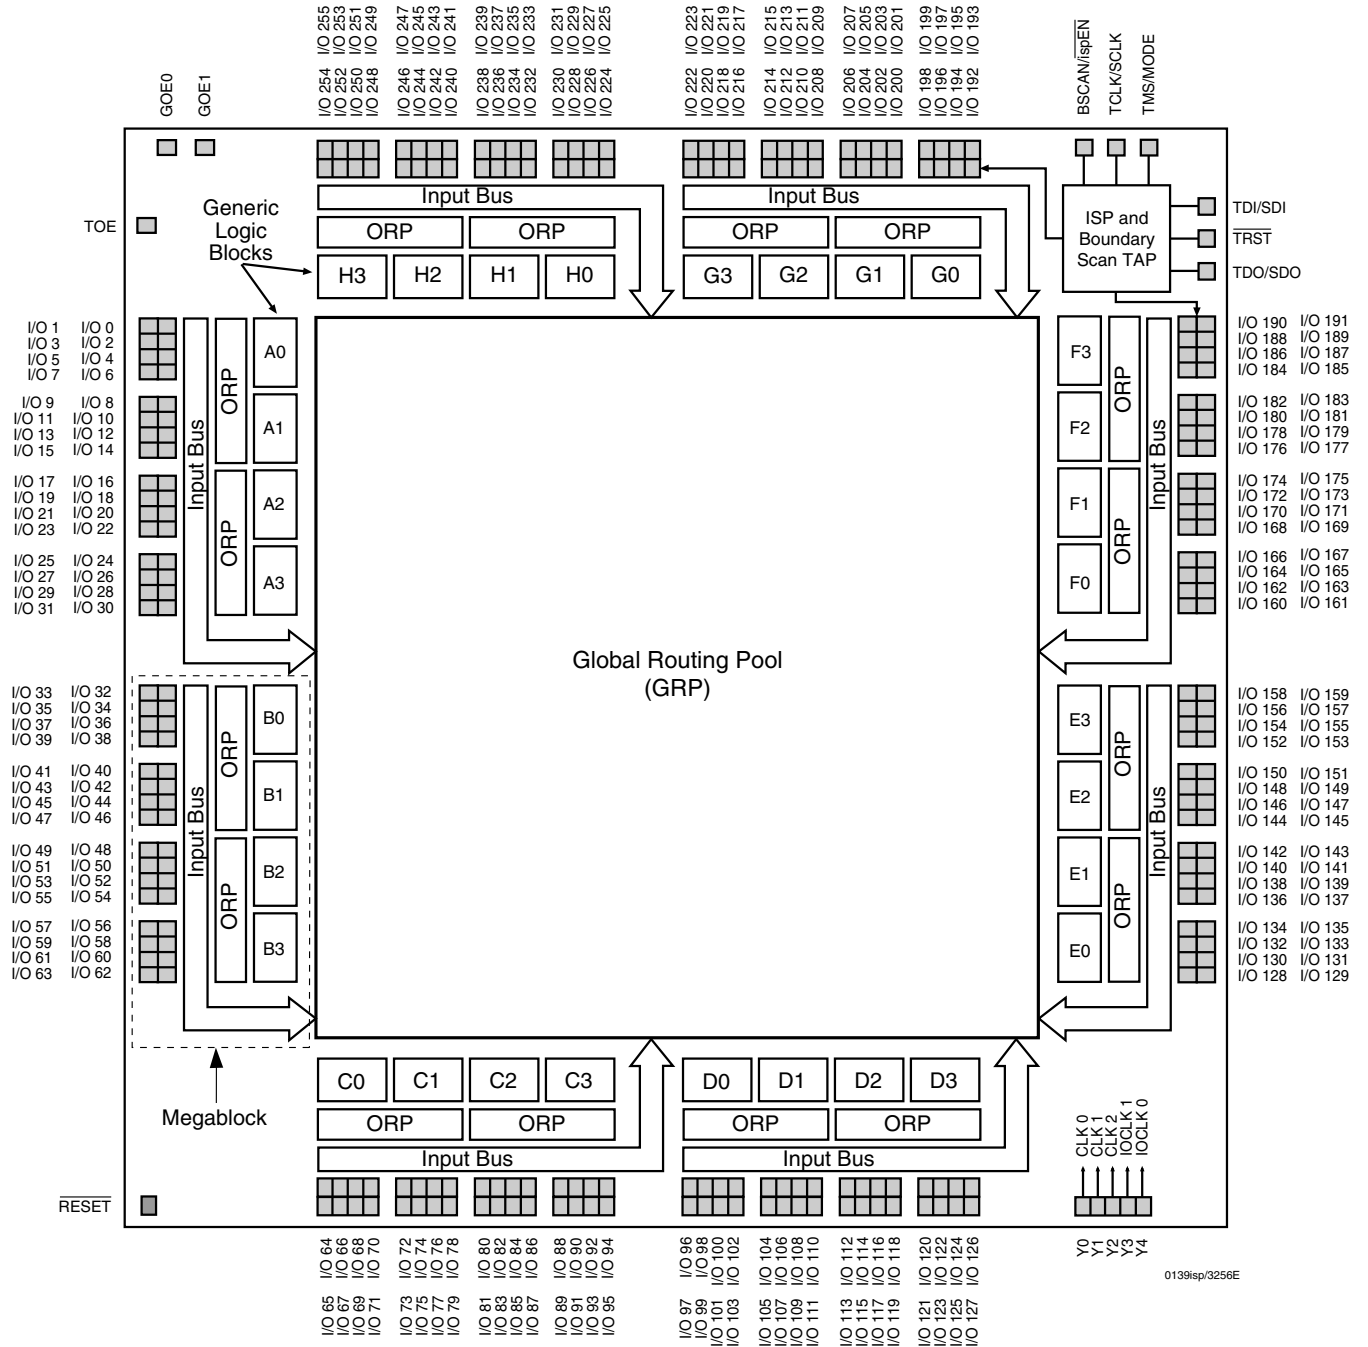 I/O 255 I/O 253 I/O 251 I/O 249
I/O 247 I/O 245 I/O 243 I/O 241
I/O 239 I/O 237 I/O 235 I/O 233
I/O 231 I/O 229 I/O 227 I/O 225
I/O 223 I/O 221 I/O 219 I/O 217
I/O 215 I/O 213 I/O 211 I/O 209
I/O 207 I/O 205 I/O 203 I/O 201
I/O 199 I/O 197 I/O 195 I/O 193
I/O 254 I/O 252 I/O 250 I/O 248
I/O 246 I/O 244 I/O 242 I/O 240
I/O 238 I/O 236 I/O 234 I/O 232
I/O 230 I/O 228 I/O 226 I/O 224
I/O 222 I/O 220 I/O 218 I/O 216
I/O 214 I/O 212 I/O 210 I/O 208
I/O 206 I/O 204 I/O 202 I/O 200
I/O 198 I/O 196 I/O 194 I/O 192
GOE0
GOE1
BSCAN/ispEN
TCLK/SCLK
TMS/MODE
TOE
Generic
Logic
Blocks
Input Bus
Input Bus
ORP ORP
ORP ORP
H3 H2 H1 H0
G3 G2 G1 G0
ISP and
Boundary
Scan TAP
TDI/SDI
TRST
TDO/SDO
I/O 1 I/O 0
I/O 3 I/O 2
I/O 5 I/O 4
I/O 7 I/O 6
I/O 9 I/O 8
I/O 11 I/O 10
I/O 13 I/O 12
I/O 15 I/O 14
I/O 17 I/O 16
I/O 19 I/O 18
I/O 21 I/O 20
I/O 23 I/O 22
I/O 25 I/O 24
I/O 27 I/O 26
I/O 29 I/O 28
I/O 31 I/O 30
Input Bus
ORP
ORP
A0
A1
A2
A3
Global Routing Pool
(GRP)
F3
F2
F1
F0
ORP
ORP
Input Bus
I/O 190 I/O 191
I/O 188 I/O 189
I/O 186 I/O 187
I/O 184 I/O 185
I/O 182 I/O 183
I/O 180 I/O 181
I/O 178 I/O 179
I/O 176 I/O 177
I/O 174 I/O 175
I/O 172 I/O 173
I/O 170 I/O 171
I/O 168 I/O 169
I/O 166 I/O 167
I/O 164 I/O 165
I/O 162 I/O 163
I/O 160 I/O 161
I/O 33 I/O 32
I/O 35 I/O 34
I/O 37 I/O 36
I/O 39 I/O 38
I/O 41 I/O 40
I/O 43 I/O 42
I/O 45 I/O 44
I/O 47 I/O 46
I/O 49 I/O 48
I/O 51 I/O 50
I/O 53 I/O 52
I/O 55 I/O 54
I/O 57 I/O 56
I/O 59 I/O 58
I/O 61 I/O 60
I/O 63 I/O 62
Input Bus
ORP
ORP
B0
B1
B2
B3
E3
E2
E1
E0
ORP
ORP
Input Bus
I/O 158 I/O 159
I/O 156 I/O 157
I/O 154 I/O 155
I/O 152 I/O 153
I/O 150 I/O 151
I/O 148 I/O 149
I/O 146 I/O 147
I/O 144 I/O 145
I/O 142 I/O 143
I/O 140 I/O 141
I/O 138 I/O 139
I/O 136 I/O 137
I/O 134 I/O 135
I/O 132 I/O 133
I/O 130 I/O 131
I/O 128 I/O 129
Megablock
C0 C1 C2 C3
D0 D1 D2 D3
ORP ORP
ORP ORP
Input Bus
Input Bus
CLK 0
CLK 1
CLK 2
IOCLK 1
IOCLK 0
RESET
Y0
Y1
Y2
Y3
Y4
I/O 64 I/O 66 I/O 68 I/O 70
I/O 72 I/O 74 I/O 76 I/O 78
I/O 80 I/O 82 I/O 84 I/O 86
I/O 88 I/O 90 I/O 92 I/O 94
I/O 96 I/O 98 I/O 100 I/O 102
I/O 104 I/O 106 I/O 108 I/O 110
I/O 112 I/O 114 I/O 116 I/O 118
I/O 120 I/O 122 I/O 124 I/O 126
I/O 65 I/O 67 I/O 69 I/O 71
I/O 73 I/O 75 I/O 77 I/O 79
I/O 81 I/O 83 I/O 85 I/O 87
I/O 89 I/O 91 I/O 93 I/O 95
I/O 97 I/O 99 I/O 101 I/O 103
I/O 105 I/O 107 I/O 109 I/O 111
I/O 113 I/O 115 I/O 117 I/O 119
I/O 121 I/O 123 I/O 125 I/O 127
0139isp/3256E